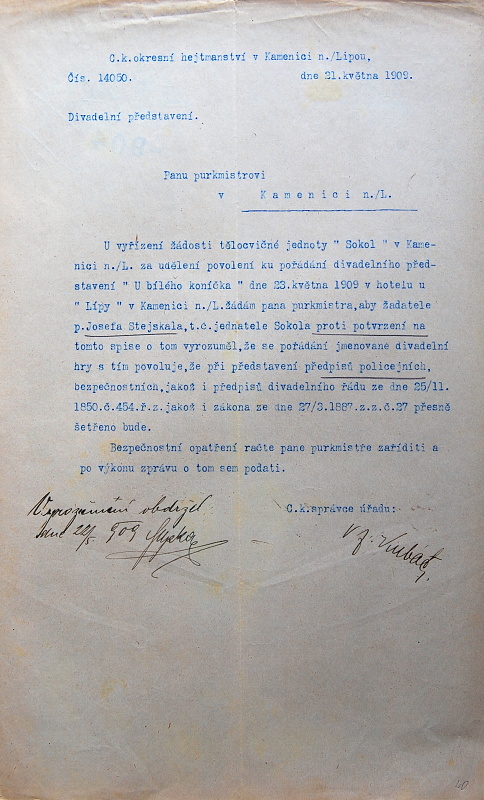 C.k.okresní hejtmanství v Kamenici n./Lipou,
Čís. 14050. dne 21.května 1909.
Divadelní představení.
Panu purkmistrovi
v Kamenici n./L.
U vyřízení žádosti tělocvičné jednoty " Sokol " v Kame-
nici n./L. za udělení povolení ku pořádání divadelního před-
stavení " U bílého koníčka " dne 23.května 1909 v hotelu u
" Lípy " v Kamenici n./L.žádám pana purkmistra,aby žadatele
p.Josefa Stejskala,t.č.jednatele Sokola proti potvrzení na
tomto spise o tom vyrozuměl,že se pořádání jmenované divadelní
hry s tím povoluje,že při představení předpisů policejních,
bezpečnostních,jakož i předpisů divadelního řádu ze dne 25/11.
1850.č.454.ř.z.jakož i zákona ze dne 27/3.1887.z.z.č.27 přesně
šetřeno bude.
Bezpečnostní opatření račte pane purkmistře zaříditi a
po výkonu zprávu o tom sem podati.
C.k.správce úřadu:
Vyrozumění obdržel
dne 22/5 909